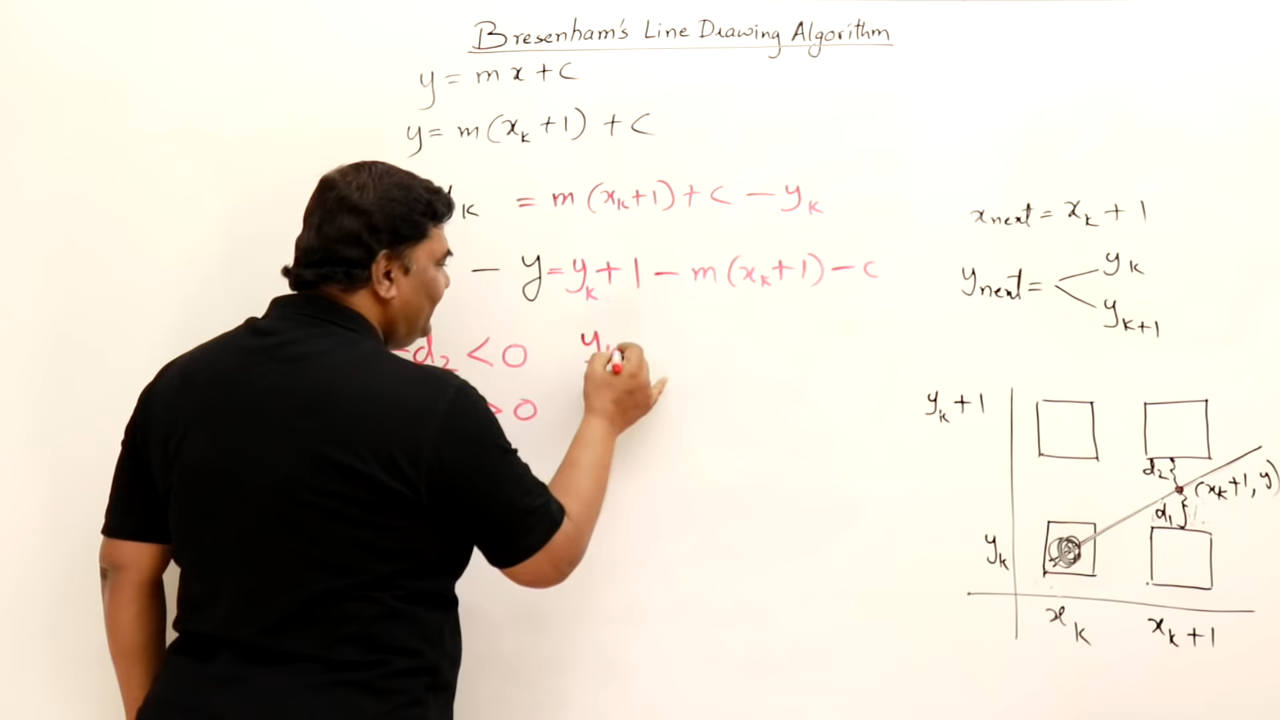 Bresenham's Line Drawing Algorithm
y = mx + c
y = m(xₖ+1) + c
k = m(xₖ+1) + c - yₖ
- y = yₖ + 1 - m(xₖ+1) - c
-d₂ < 0 y
> 0
xnext = xₖ + 1
ynext =
yₖ
yₖ₊₁
yₖ+1
d₂
(xₖ+1, y)
d₁
yₖ
xₖ
xₖ+1